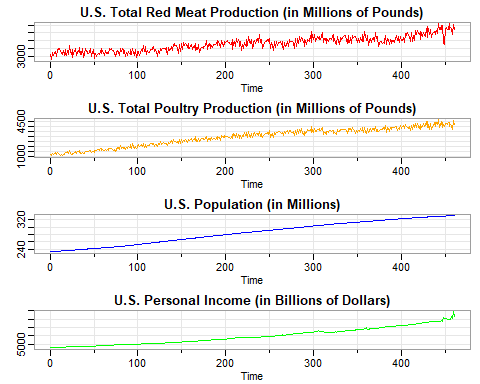 U.S. Total Red Meat Production (in Millions of Pounds)
3000
0 100 200 300 400
Time
U.S. Total Poultry Production (in Millions of Pounds)
4500
1000
0 100 200 300 400
Time
U.S. Population (in Millions)
320
240
0 100 200 300 400
Time
U.S. Personal Income (in Billions of Dollars)
5000
0 100 200 300 400
Time